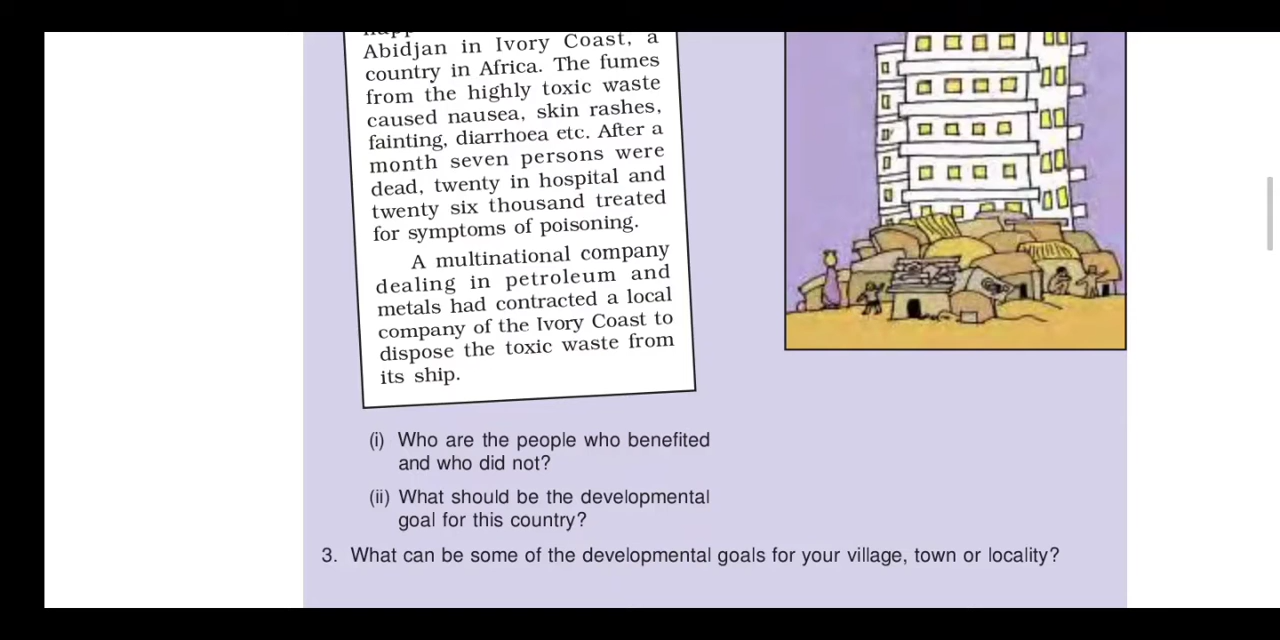 Abidjan in Ivory Coast, a
country in Africa. The fumes
from the highly toxic waste
caused nausea, skin rashes,
fainting, diarrhoea etc. After a
month seven persons were
dead, twenty in hospital and
twenty six thousand treated
for symptoms of poisoning.
A multinational company
dealing in petroleum and
metals had contracted a local
company of the Ivory Coast to
dispose the toxic waste from
its ship.
(i) Who are the people who benefited
and who did not?
(ii) What should be the developmental
goal for this country?
3. What can be some of the developmental goals for your village, town or locality?